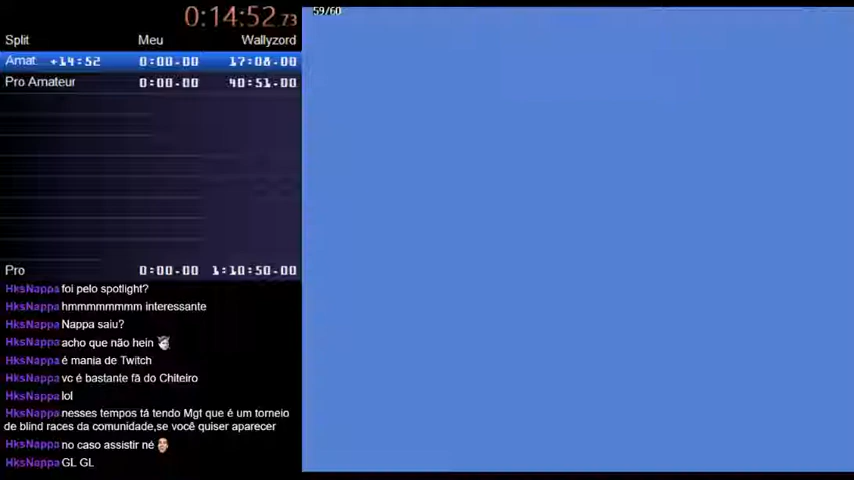 0:14:52.73
59/60
Split Meu Wallyzord
Amat +14:52 0:00.00 17:08.00
Pro Amateur 0:00.00 40:51.00
Pro 0:00.00 1:10:50.00
HksNappa foi pelo spotlight?
HksNappa hmmmmmmmm interessante
HksNappa Nappa saiu?
HksNappa acho que não hein
HksNappa é mania de Twitch
HksNappa vc é bastante fã do Chiteiro
HksNappa lol
HksNappa nesses tempos tá tendo Mgt que é um torneio
de blind races da comunidade,se você quiser aparecer
HksNappa no caso assistir né
HksNappa GL GL